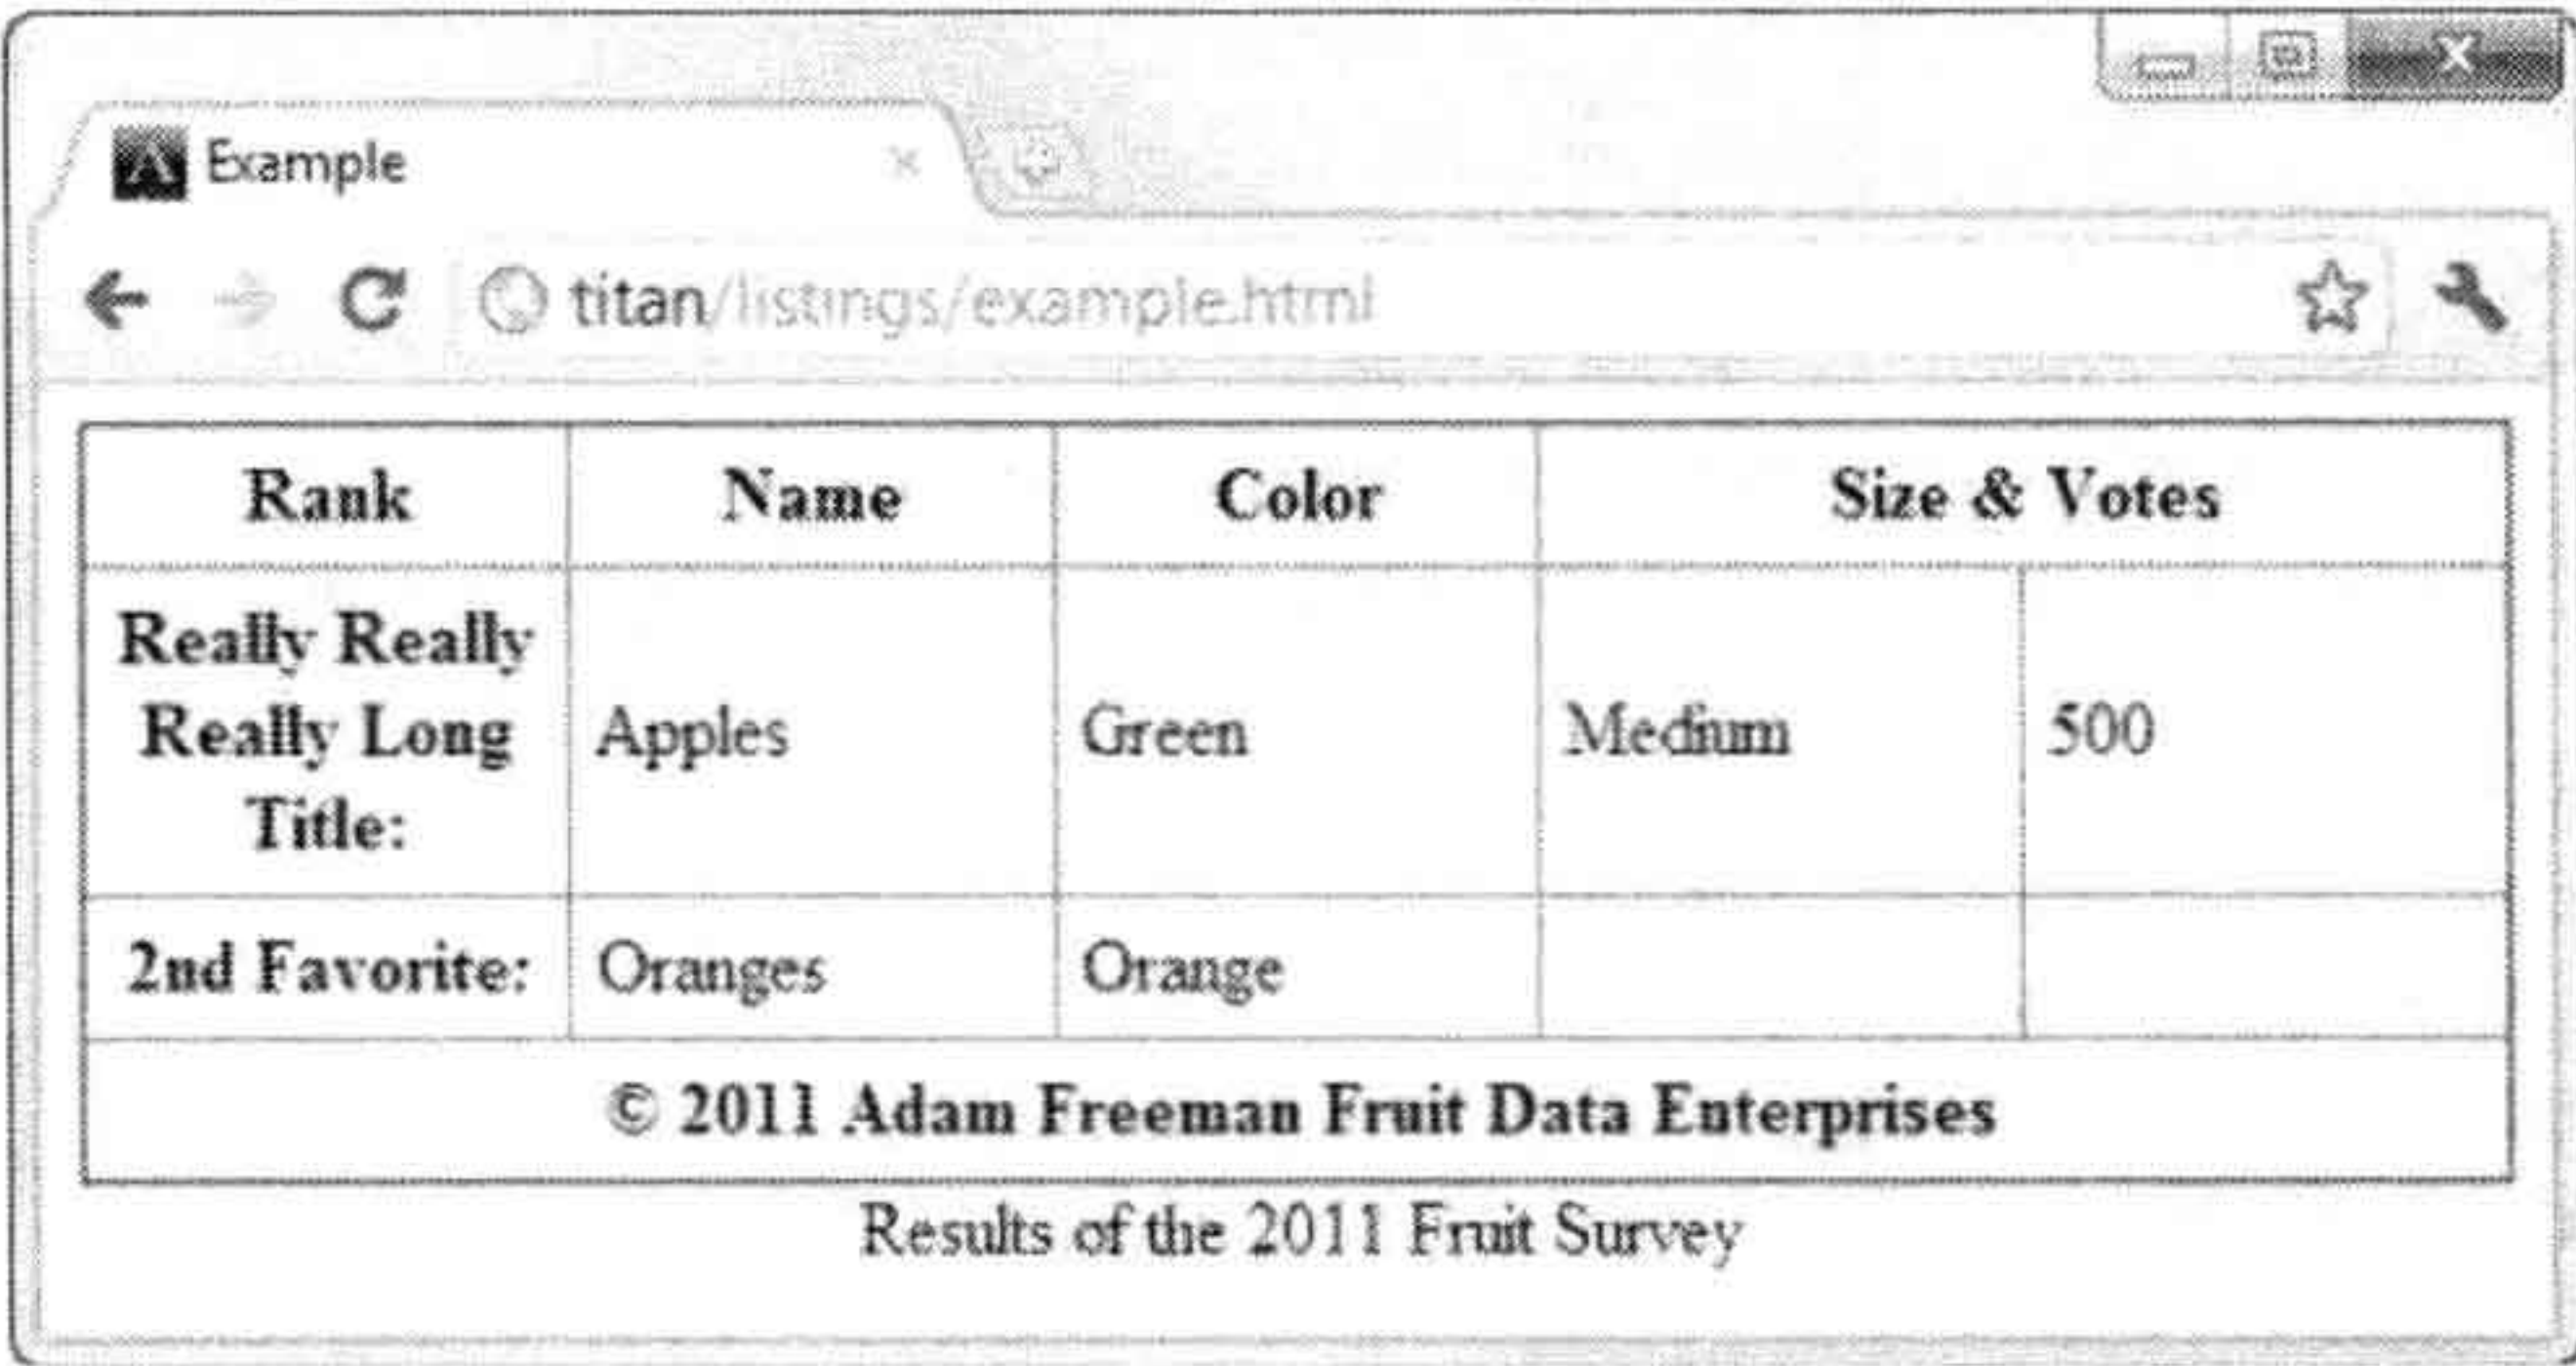 Example
titan/listings/example.html
Rank Name Color Size & Votes
Really Really
Really Long
Title:
Apples Green Medium 500
2nd Favorite: Oranges Orange
© 2011 Adam Freeman Fruit Data Enterprises
Results of the 2011 Fruit Survey